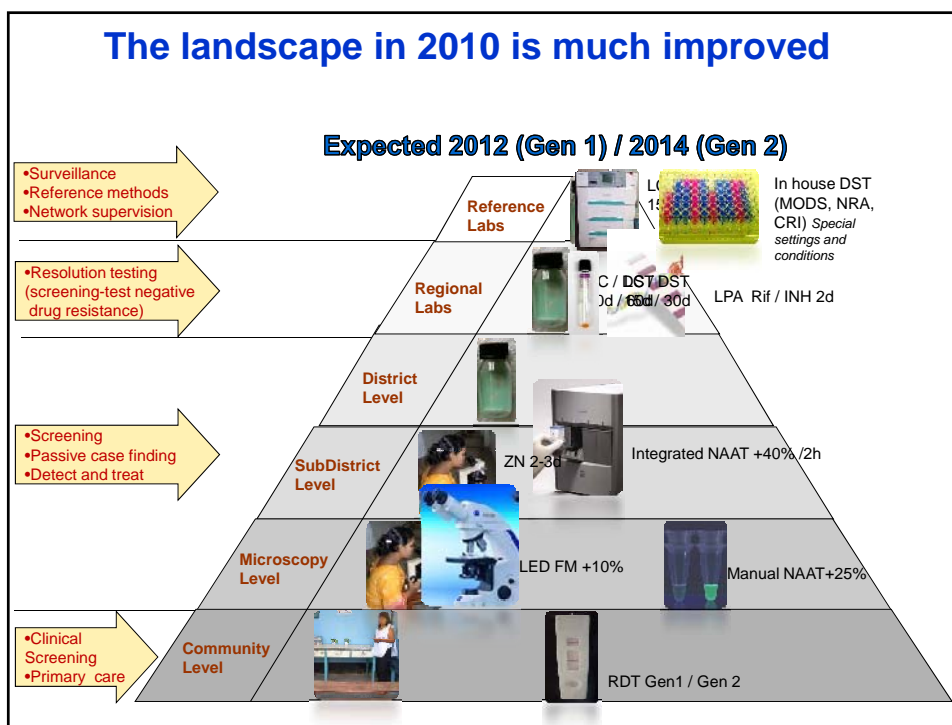 The landscape in 2010 is much improved
Expected 2012 (Gen 1) / 2014 (Gen 2)
•Surveillance
•Reference methods
•Network supervision
Reference
Labs
In house DST
(MODS, NRA,
CRI) Special
settings and
conditions
•Resolution testing
(screening-test negative
drug resistance)
Regional
Labs
DST
/ 30d
LPA Rif / INH 2d
District
Level
•Screening
•Passive case finding
•Detect and treat
SubDistrict
Level
ZN 2-3d
Integrated NAAT +40% /2h
Microscopy
Level
LED FM +10%
Manual NAAT+25%
•Clinical
Screening
•Primary care
Community
Level
RDT Gen1 / Gen 2